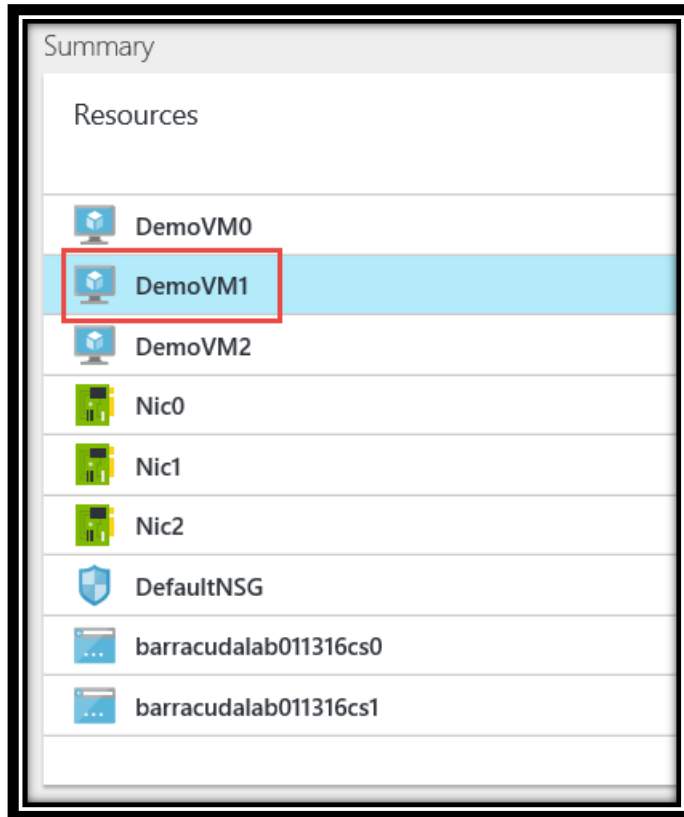 Summary
Resources
DemoVM0
DemoVM1
DemoVM2
Nic0
Nic1
Nic2
DefaultNSG
barracudalab011316cs0
barracudalab011316cs1